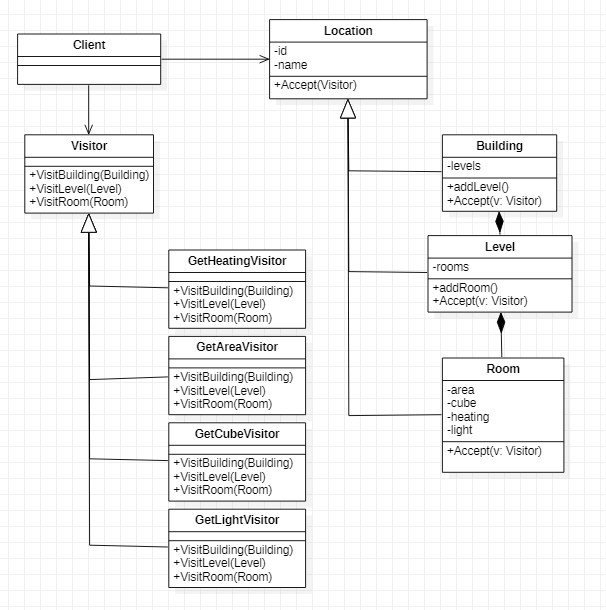 Client
Location
-id
-name
+Accept(Visitor)
Visitor
+VisitBuilding(Building)
+VisitLevel(Level)
+VisitRoom(Room)
Building
-levels
+addLevel()
+Accept(v: Visitor)
Level
-rooms
+addRoom()
+Accept(v: Visitor)
GetHeatingVisitor
+VisitBuilding(Building)
+VisitLevel(Level)
+VisitRoom(Room)
GetAreaVisitor
+VisitBuilding(Building)
+VisitLevel(Level)
+VisitRoom(Room)
Room
-area
-cube
-heating
-light
+Accept(v: Visitor)
GetCubeVisitor
+VisitBuilding(Building)
+VisitLevel(Level)
+VisitRoom(Room)
GetLightVisitor
+VisitBuilding(Building)
+VisitLevel(Level)
+VisitRoom(Room)